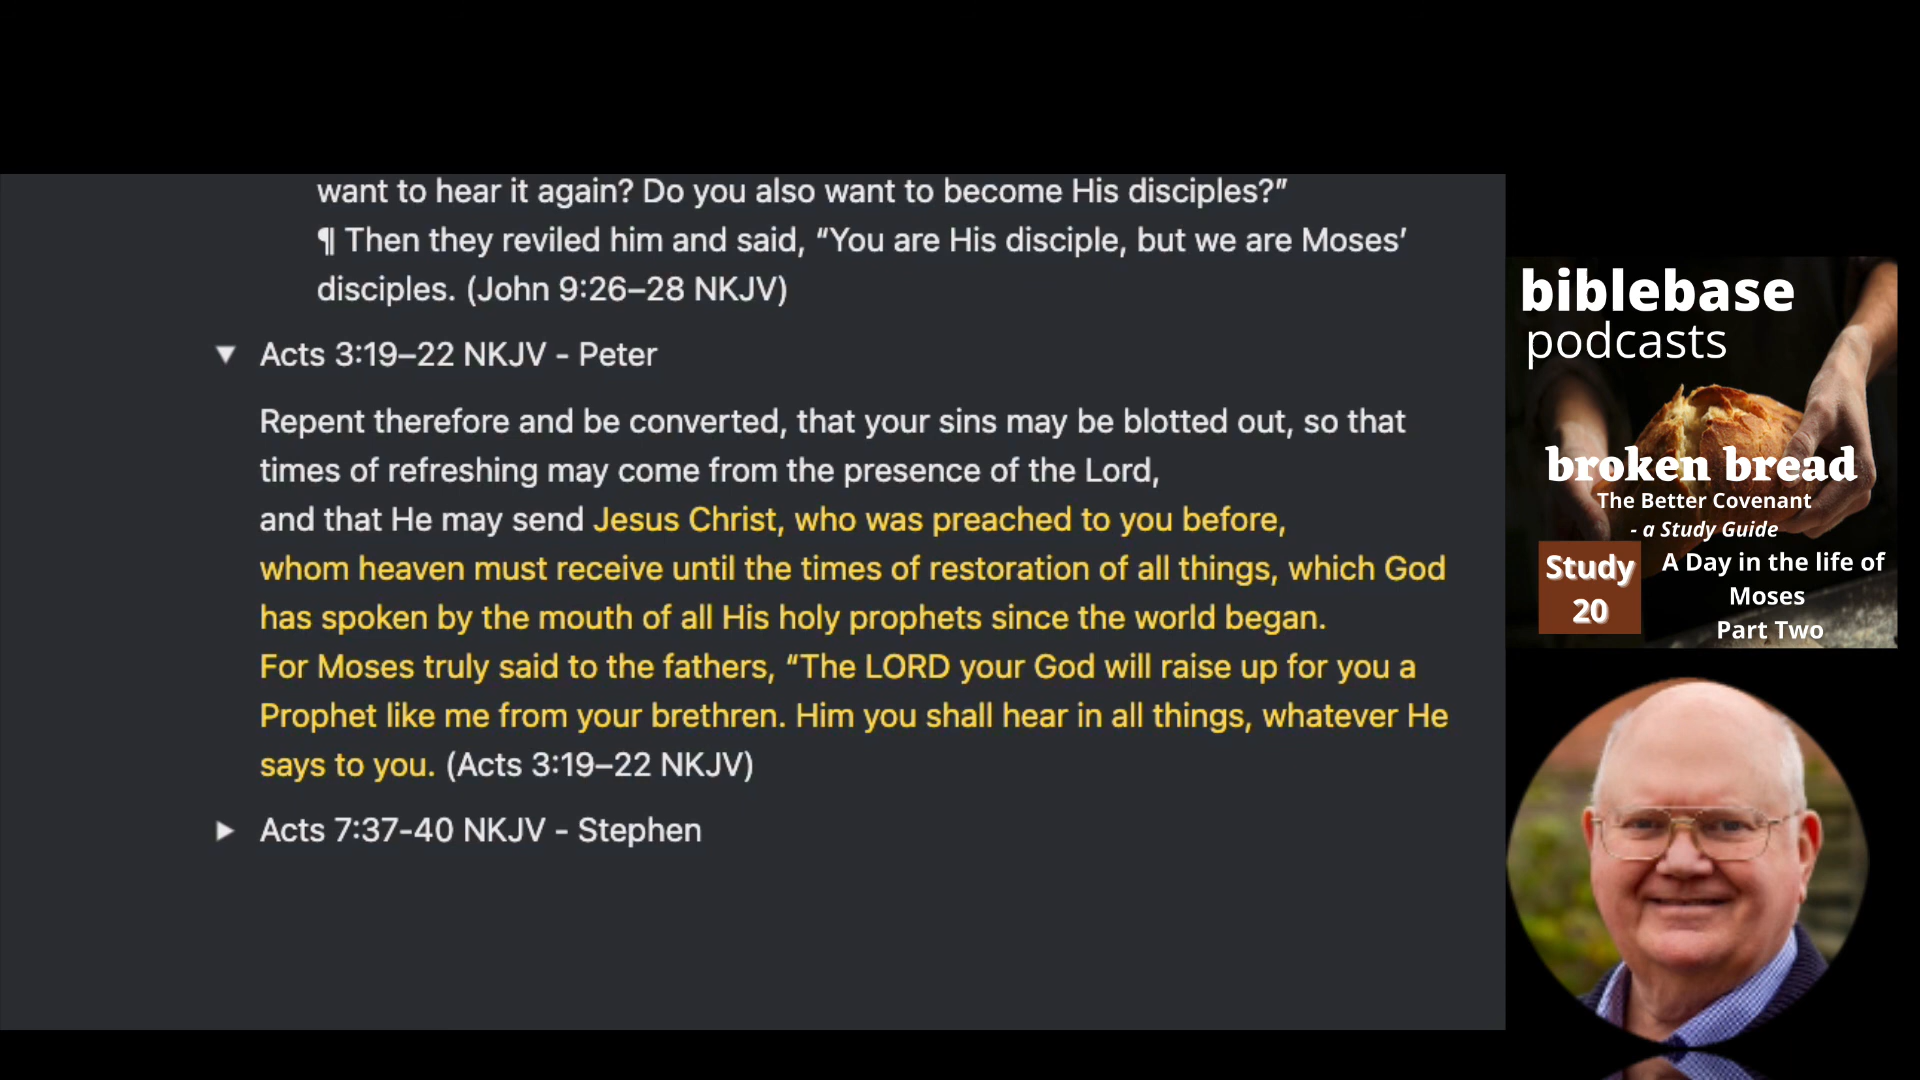 want to hear it again? Do you also want to become His disciples?”
¶ Then they reviled him and said, “You are His disciple, but we are Moses’
disciples. (John 9:26–28 NKJV)
▼ Acts 3:19–22 NKJV - Peter
Repent therefore and be converted, that your sins may be blotted out, so that
times of refreshing may come from the presence of the Lord,
and that He may send Jesus Christ, who was preached to you before,
whom heaven must receive until the times of restoration of all things, which God
has spoken by the mouth of all His holy prophets since the world began.
For Moses truly said to the fathers, “The LORD your God will raise up for you a
Prophet like me from your brethren. Him you shall hear in all things, whatever He
says to you. (Acts 3:19–22 NKJV)
▶ Acts 7:37-40 NKJV - Stephen
biblebase
podcasts
broken bread
The Better Covenant
- a Study Guide
Study
20
A Day in the life of
Moses
Part Two